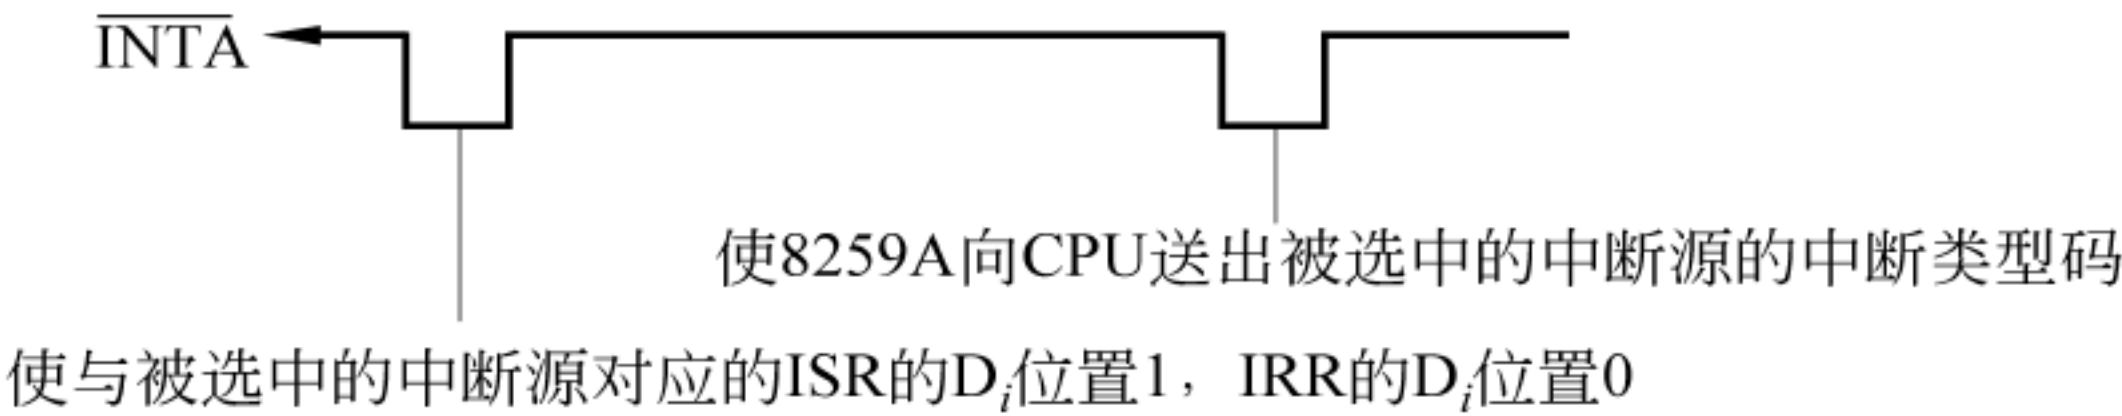 INTA
使8259A向CPU送出被选中的中断源的中断类型码
使与被选中的中断源对应的ISR的Di位置1，IRR的Di位置0